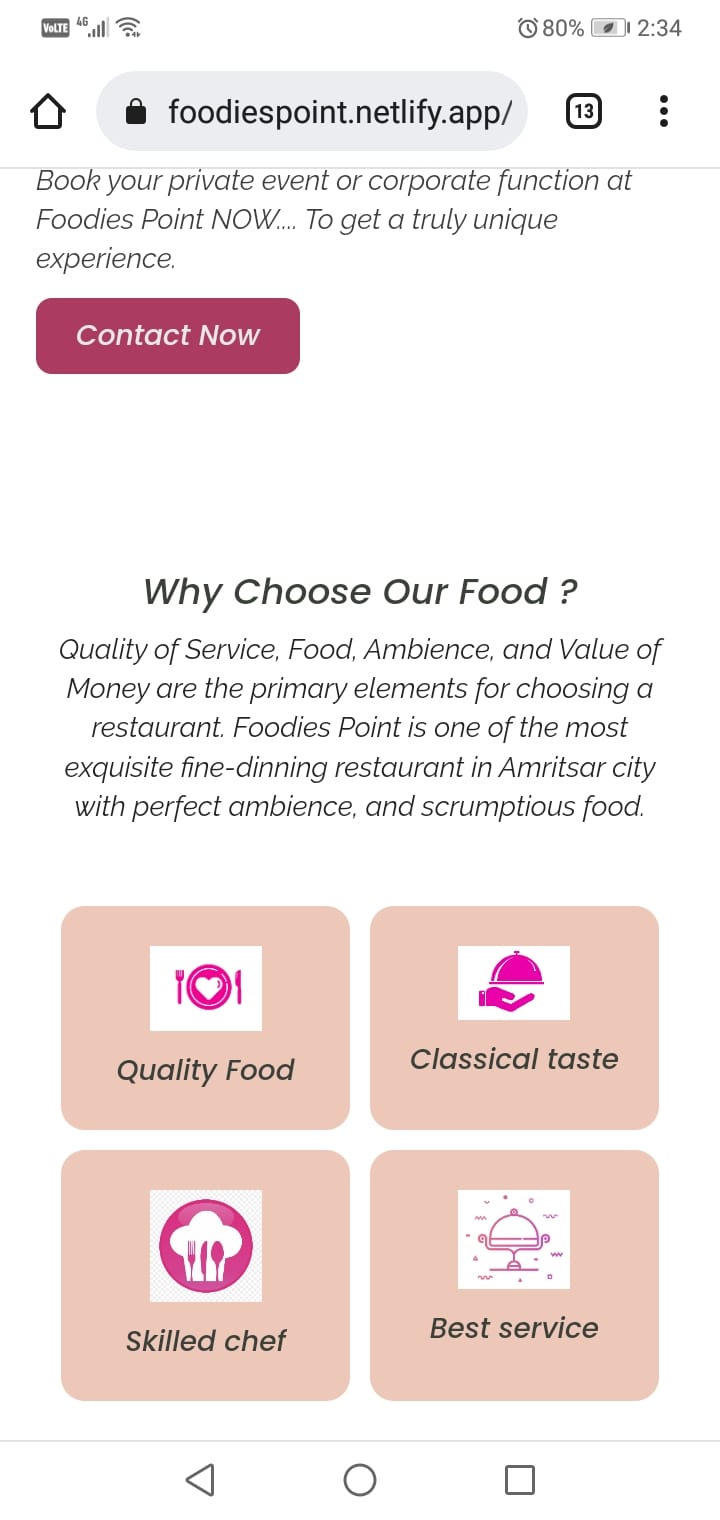 VoLTE 4G 80% 2:34
foodiespoint.netlify.app/ 13
Book your private event or corporate function at
Foodies Point NOW.... To get a truly unique
experience.
Contact Now
Why Choose Our Food ?
Quality of Service, Food, Ambience, and Value of
Money are the primary elements for choosing a
restaurant. Foodies Point is one of the most
exquisite fine-dinning restaurant in Amritsar city
with perfect ambience, and scrumptious food.
Quality Food
Classical taste
Skilled chef
Best service